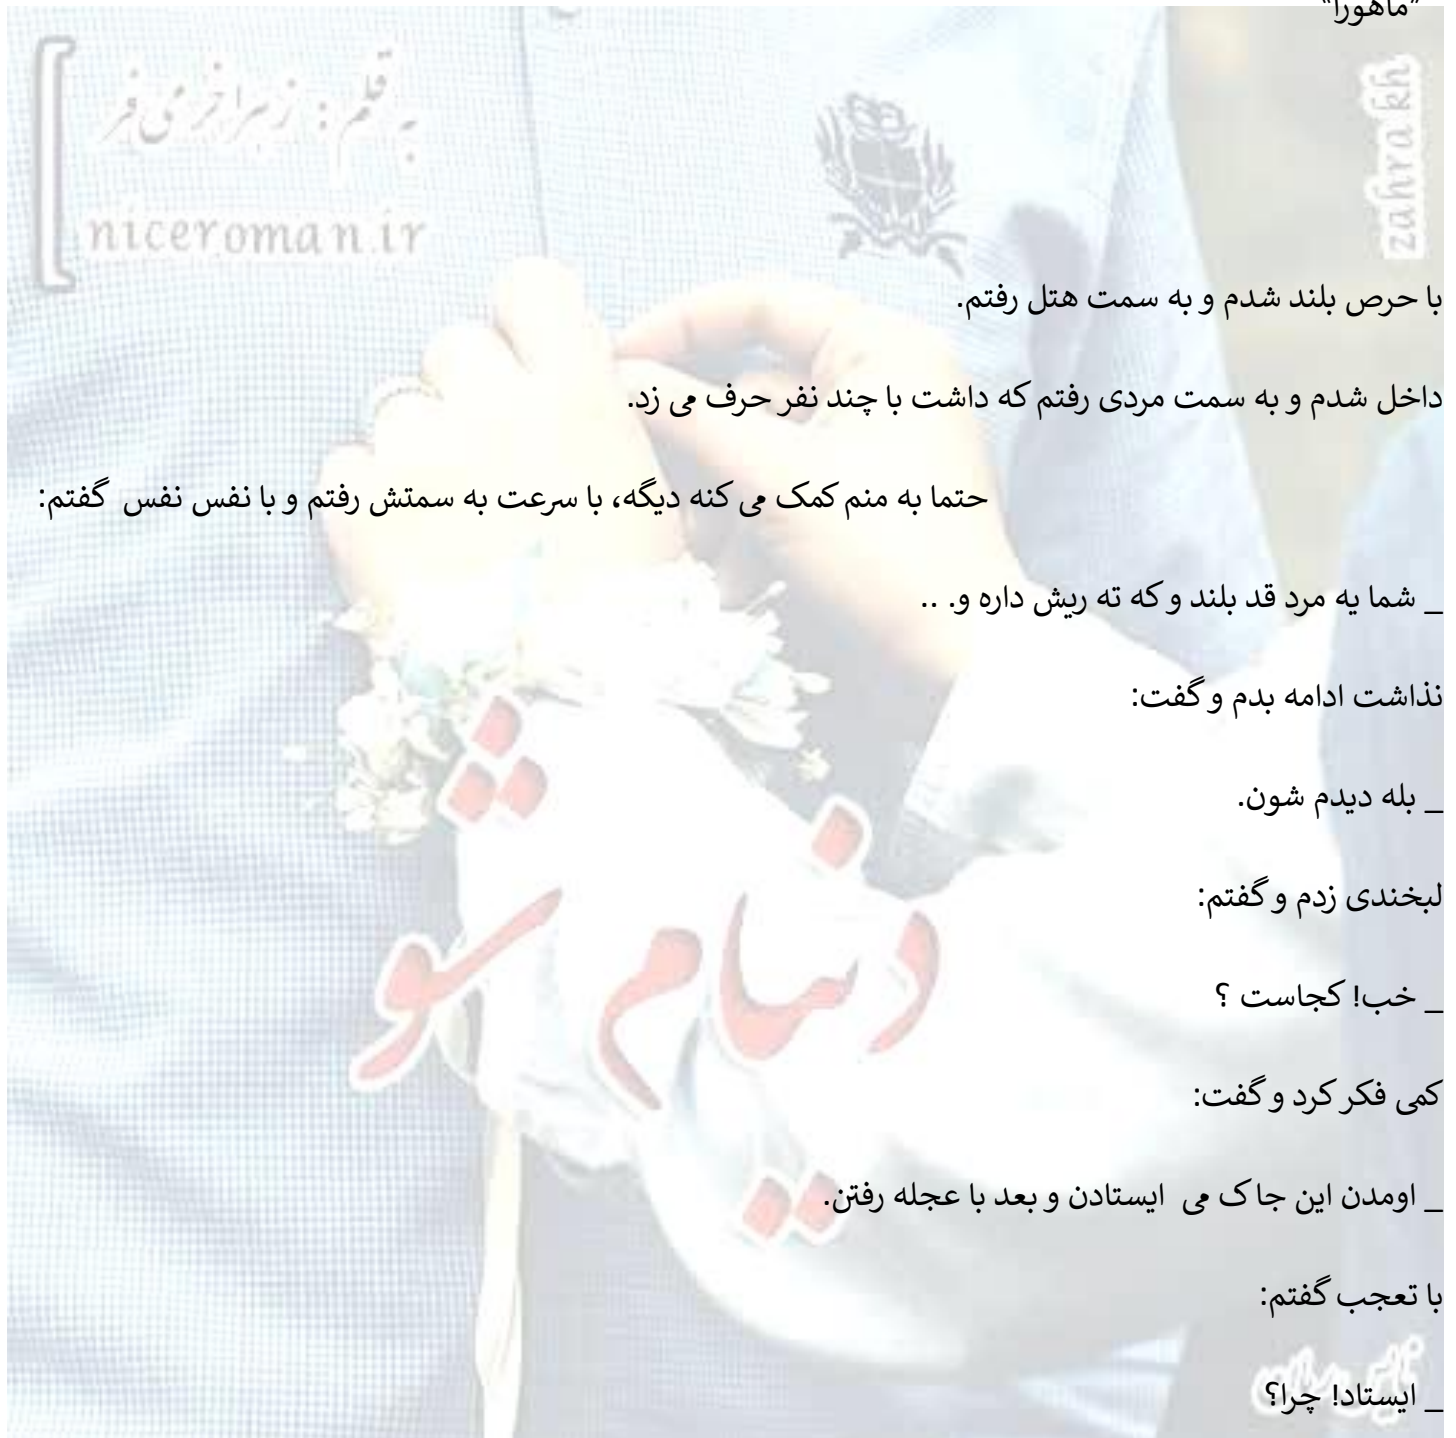 "ماهورا"
به قلم: زهرا خزی فر
niceroman.ir
zahra kh
با حرص بلند شدم و به سمت هتل رفتم.
داخل شدم و به سمت مردی رفتم که داشت با چند نفر حرف می زد.
حتما به منم کمک می کنه دیگه، با سرعت به سمتش رفتم و با نفس نفس گفتم:
_ شما یه مرد قد بلند و که ته ریش داره و. ..
نذاشت ادامه بدم و گفت:
_ بله دیدم شون.
لبخندی زدم و گفتم:
_ خب! کجاست ؟
کمی فکر کرد و گفت:
_ اومدن این جا ک می ایستادن و بعد با عجله رفتن.
با تعجب گفتم:
_ ایستاد! چرا؟
دنیام شو